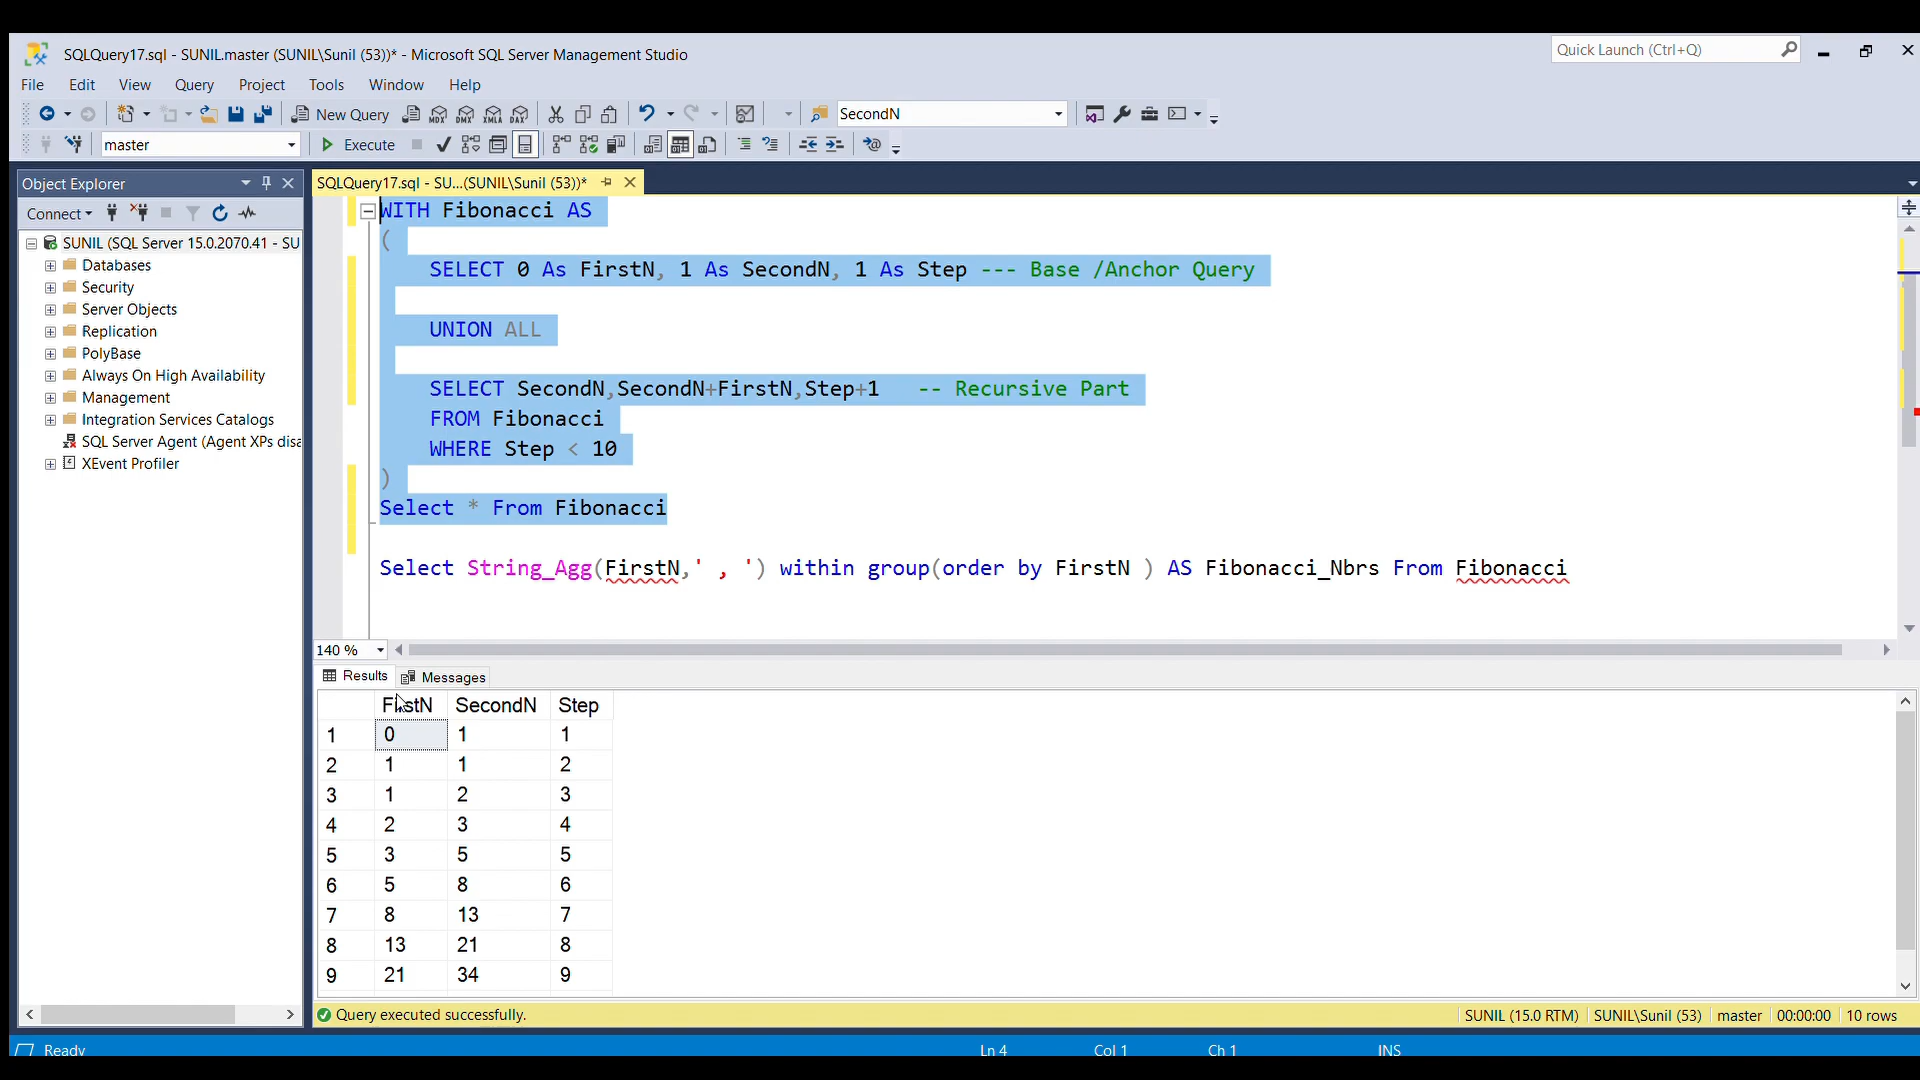 SQLQuery17.sql - SUNIL.master (SUNIL\Sunil (53))* - Microsoft SQL Server Management Studio
Quick Launch (Ctrl+Q)
File Edit View Query Project Tools Window Help
New Query MDX DMX XMLA DAX SecondN
master Execute
Object Explorer
SQLQuery17.sql - SU...(SUNIL\Sunil (53))*
Connect
SUNIL (SQL Server 15.0.2070.41 - SU
Databases
Security
Server Objects
Replication
PolyBase
Always On High Availability
Management
Integration Services Catalogs
SQL Server Agent (Agent XPs disa
XEvent Profiler
WITH Fibonacci AS
(
SELECT 0 As FirstN, 1 As SecondN, 1 As Step --- Base /Anchor Query
UNION ALL
SELECT SecondN,SecondN+FirstN,Step+1 -- Recursive Part
FROM Fibonacci
WHERE Step < 10
)
Select * From Fibonacci
Select String_Agg(FirstN,' , ') within group(order by FirstN ) AS Fibonacci_Nbrs From Fibonacci
140 %
Results Messages
FirstN SecondN Step
1 0 1 1
2 1 1 2
3 1 2 3
4 2 3 4
5 3 5 5
6 5 8 6
7 8 13 7
8 13 21 8
9 21 34 9
Query executed successfully.
SUNIL (15.0 RTM) SUNIL\Sunil (53) master 00:00:00 10 rows
Ready Ln 4 Col 1 Ch 1 INS